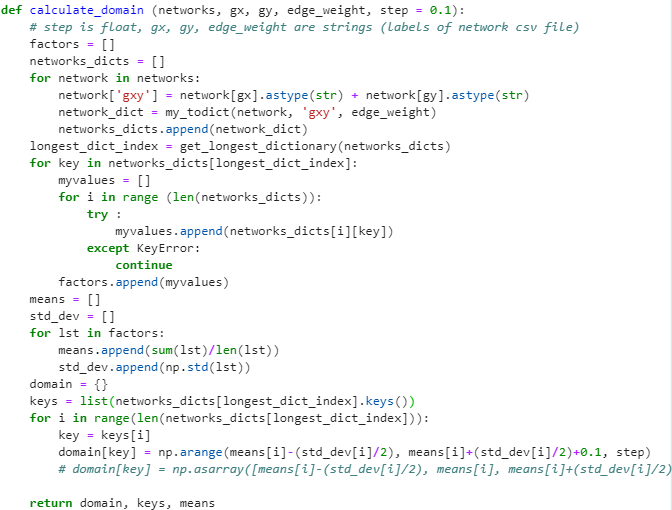 def calculate_domain (networks, gx, gy, edge_weight, step = 0.1):
    # step is float, gx, gy, edge_weight are strings (labels of network csv file)
    factors = []
    networks_dicts = []
    for network in networks:
        network['gxy'] = network[gx].astype(str) + network[gy].astype(str)
        network_dict = my_todict(network, 'gxy', edge_weight)
        networks_dicts.append(network_dict)
    longest_dict_index = get_longest_dictionary(networks_dicts)
    for key in networks_dicts[longest_dict_index]:
        myvalues = []
        for i in range (len(networks_dicts)):
            try :
                myvalues.append(networks_dicts[i][key])
            except KeyError:
                continue
        factors.append(myvalues)
    means = []
    std_dev = []
    for lst in factors:
        means.append(sum(lst)/len(lst))
        std_dev.append(np.std(lst))
    domain = {}
    keys = list(networks_dicts[longest_dict_index].keys())
    for i in range(len(networks_dicts[longest_dict_index])):
        key = keys[i]
        domain[key] = np.arange(means[i]-(std_dev[i]/2), means[i]+(std_dev[i]/2)+0.1, step)
        # domain[key] = np.asarray([means[i]-(std_dev[i]/2), means[i], means[i]+(std_dev[i]/2)
    return domain, keys, means